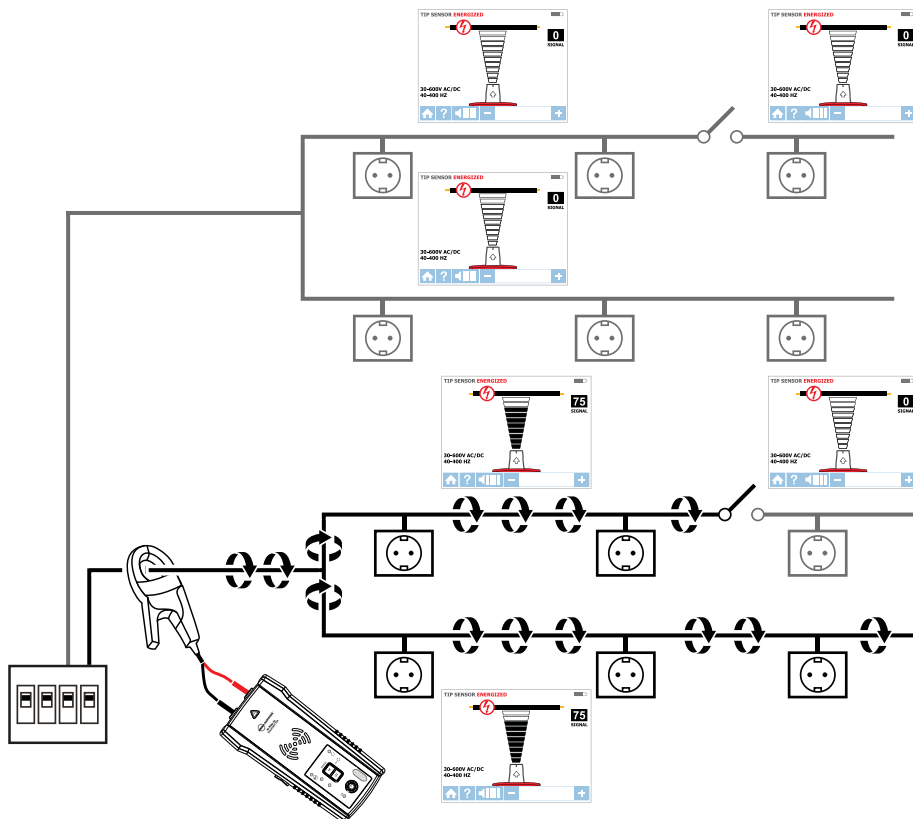 TIP SENSOR ENERGIZED
0
SIGNAL
30-600V AC/DC
40-400 HZ
?
TIP SENSOR ENERGIZED
0
SIGNAL
30-600V AC/DC
40-400 HZ
?
TIP SENSOR ENERGIZED
0
SIGNAL
30-600V AC/DC
40-400 HZ
?
TIP SENSOR ENERGIZED
75
SIGNAL
30-600V AC/DC
40-400 HZ
?
TIP SENSOR ENERGIZED
0
SIGNAL
30-600V AC/DC
40-400 HZ
?
TIP SENSOR ENERGIZED
75
SIGNAL
30-600V AC/DC
40-400 HZ
?